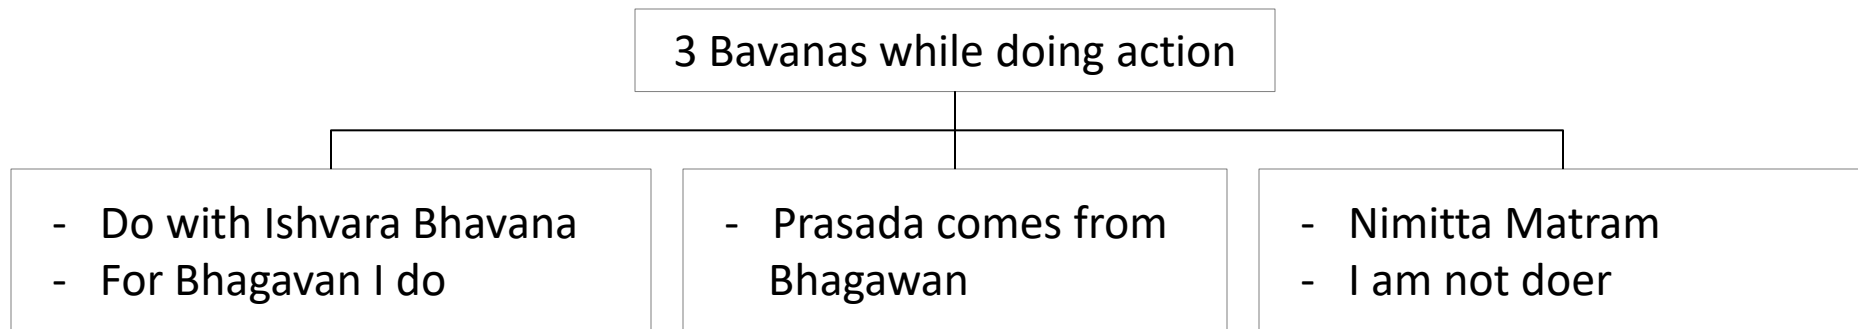 3 Bavanas while doing action
- Do with Ishvara Bhavana
- For Bhagavan I do
- Prasada comes from
Bhagawan
- Nimitta Matram
- I am not doer